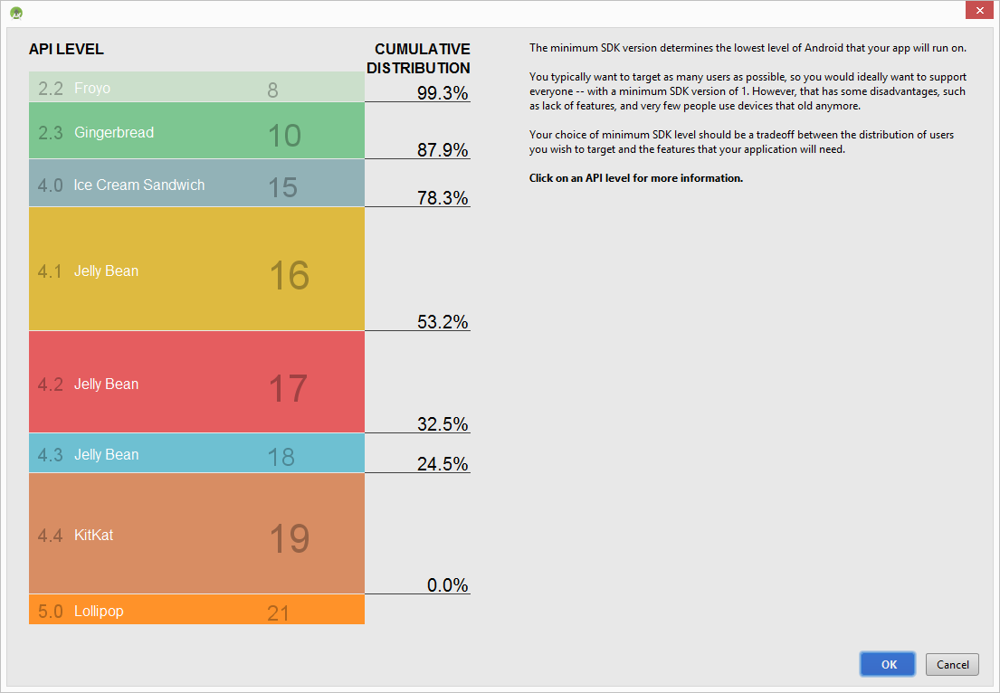 API LEVEL
CUMULATIVE
DISTRIBUTION
2.2 Froyo 8
99.3%
2.3 Gingerbread 10
87.9%
4.0 Ice Cream Sandwich 15
78.3%
4.1 Jelly Bean 16
53.2%
4.2 Jelly Bean 17
32.5%
4.3 Jelly Bean 18
24.5%
4.4 KitKat 19
0.0%
5.0 Lollipop 21
The minimum SDK version determines the lowest level of Android that your app will run on.
You typically want to target as many users as possible, so you would ideally want to support
everyone -- with a minimum SDK version of 1. However, that has some disadvantages, such
as lack of features, and very few people use devices that old anymore.
Your choice of minimum SDK level should be a tradeoff between the distribution of users
you wish to target and the features that your application will need.
Click on an API level for more information.
OK
Cancel